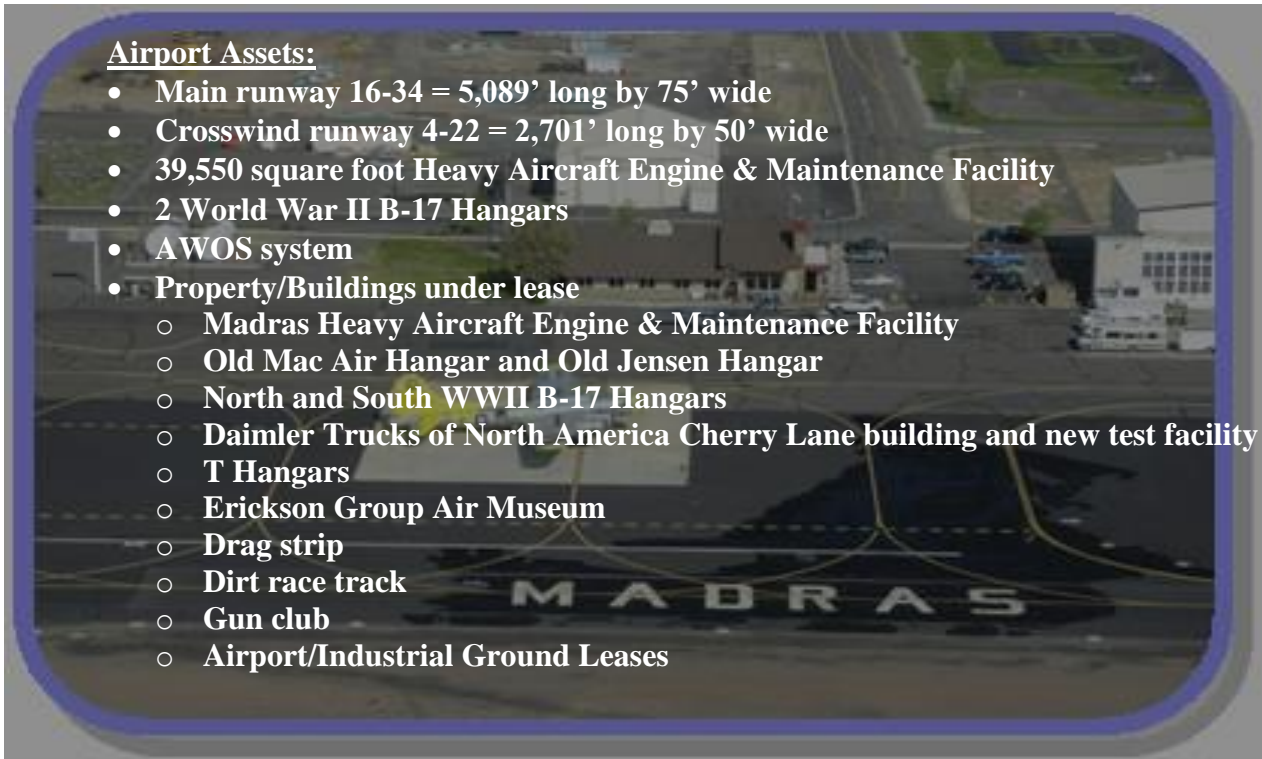 Airport Assets:
• Main runway 16-34 = 5,089’ long by 75’ wide
• Crosswind runway 4-22 = 2,701’ long by 50’ wide
• 39,550 square foot Heavy Aircraft Engine & Maintenance Facility
• 2 World War II B-17 Hangars
• AWOS system
• Property/Buildings under lease
o Madras Heavy Aircraft Engine & Maintenance Facility
o Old Mac Air Hangar and Old Jensen Hangar
o North and South WWII B-17 Hangars
o Daimler Trucks of North America Cherry Lane building and new test facility
o T Hangars
o Erickson Group Air Museum
o Drag strip
o Dirt race track
o Gun club
o Airport/Industrial Ground Leases
MADRAS